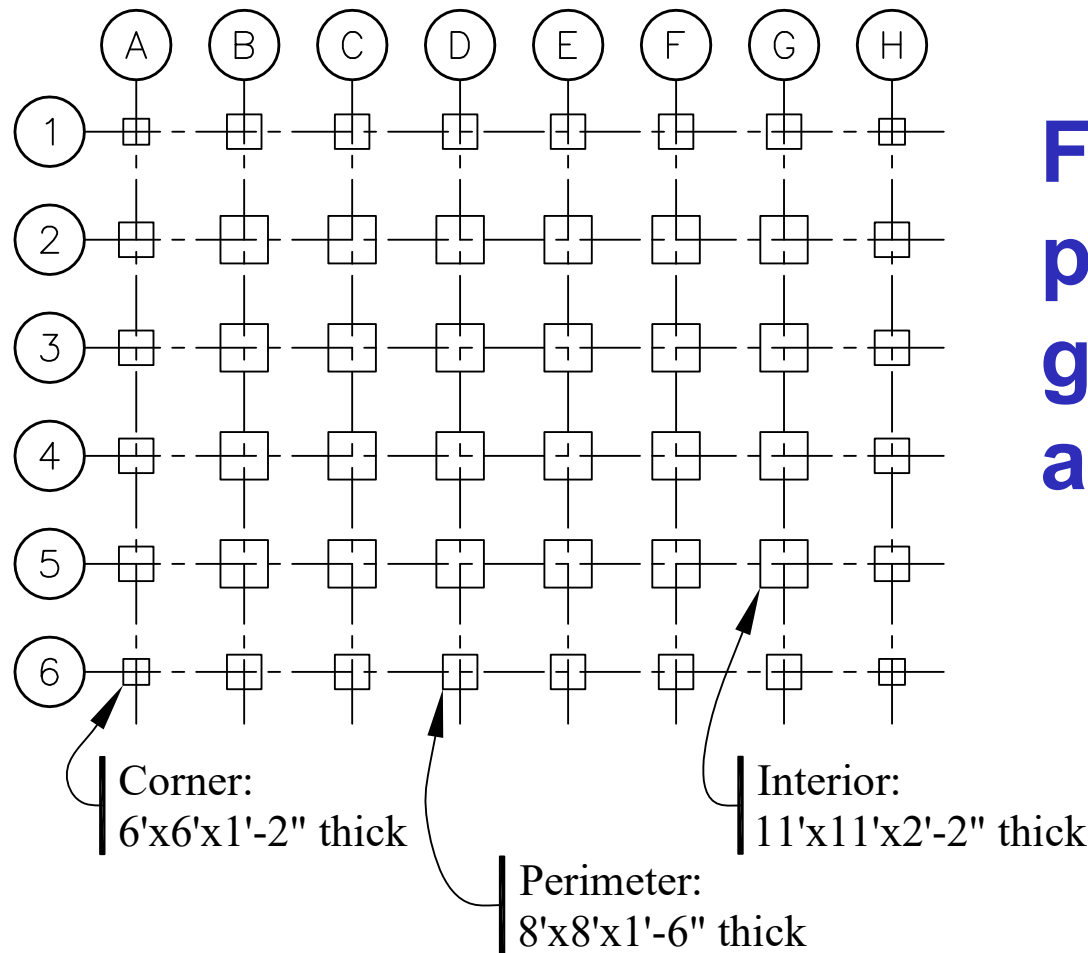 A B C D E F G H
1
2
3
4
5
6
F
p
g
a
Corner:
6'x6'x1'-2" thick
Perimeter:
8'x8'x1'-6" thick
Interior:
11'x11'x2'-2" thick